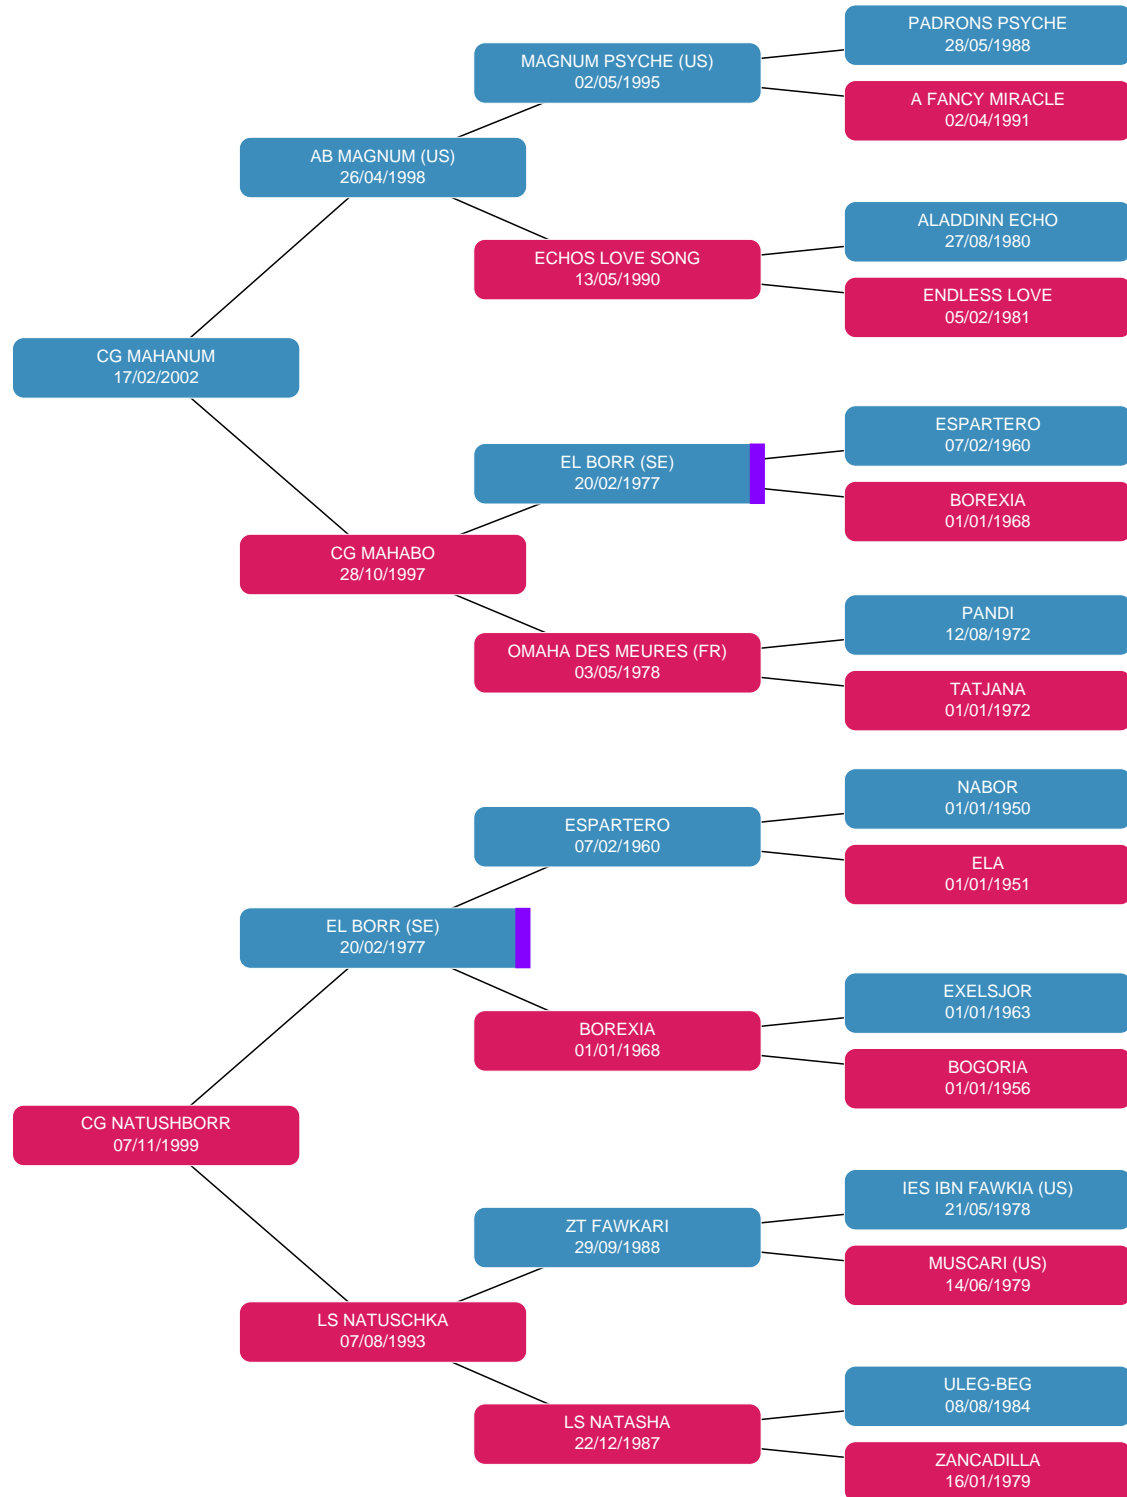 PADRONS PSYCHE
28/05/1988
MAGNUM PSYCHE (US)
02/05/1995
A FANCY MIRACLE
02/04/1991
AB MAGNUM (US)
26/04/1998
ALADDINN ECHO
27/08/1980
ECHOS LOVE SONG
13/05/1990
ENDLESS LOVE
05/02/1981
CG MAHANUM
17/02/2002
ESPARTERO
07/02/1960
EL BORR (SE)
20/02/1977
BOREXIA
01/01/1968
CG MAHABO
28/10/1997
PANDI
12/08/1972
OMAHA DES MEURES (FR)
03/05/1978
TATJANA
01/01/1972
NABOR
01/01/1950
ESPARTERO
07/02/1960
ELA
01/01/1951
EL BORR (SE)
20/02/1977
EXELSJOR
01/01/1963
BOREXIA
01/01/1968
BOGORIA
01/01/1956
CG NATUSHBORR
07/11/1999
IES IBN FAWKIA (US)
21/05/1978
ZT FAWKARI
29/09/1988
MUSCARI (US)
14/06/1979
LS NATUSCHKA
07/08/1993
ULEG-BEG
08/08/1984
LS NATASHA
22/12/1987
ZANCADILLA
16/01/1979